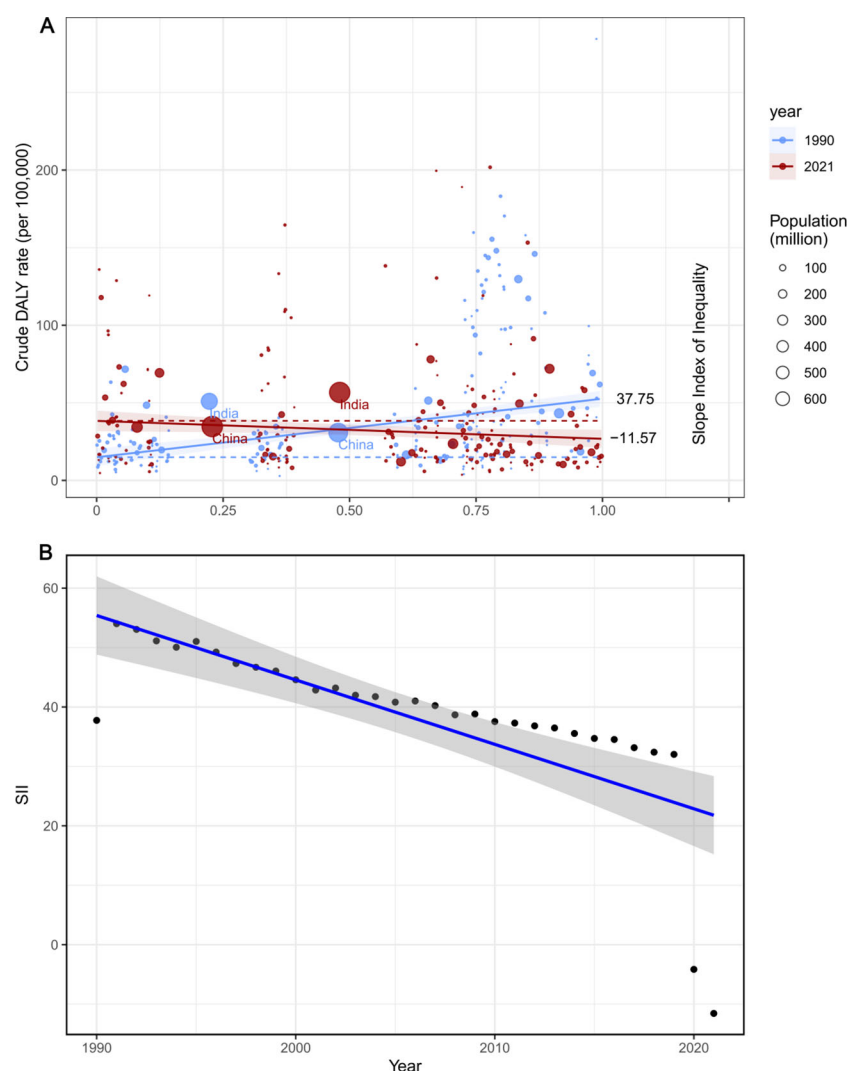 A
Crude DALY rate (per 100,000)
200
100
0
India
China
India
China
37.75
−11.57
Slope Index of Inequality
0
0.25
0.50
0.75
1.00
year
1990
2021
Population
(million)
100
200
300
400
500
600
B
SII
60
40
20
0
1990
2000
2010
2020
Year